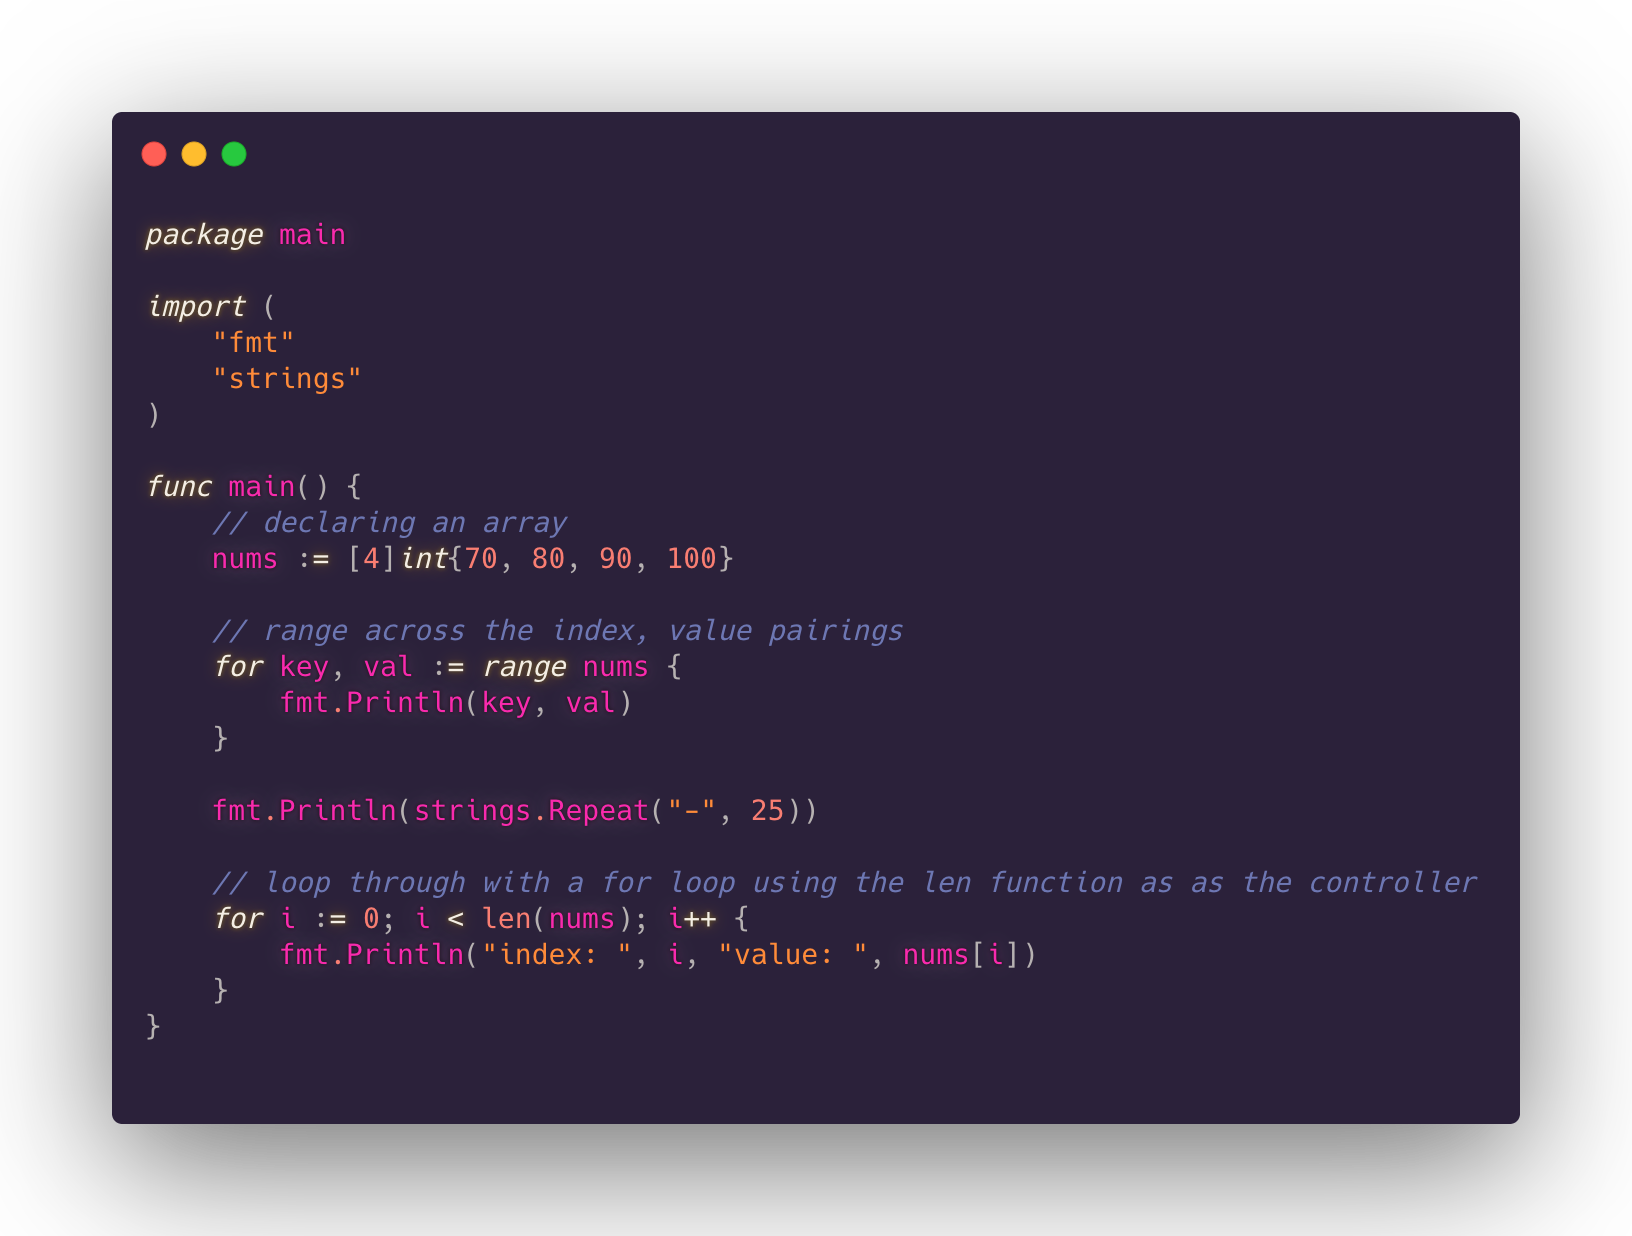 package main

import (
    "fmt"
    "strings"
)

func main() {
    // declaring an array
    nums := [4]int{70, 80, 90, 100}

    // range across the index, value pairings
    for key, val := range nums {
        fmt.Println(key, val)
    }

    fmt.Println(strings.Repeat("-", 25))

    // loop through with a for loop using the len function as as the controller
    for i := 0; i < len(nums); i++ {
        fmt.Println("index: ", i, "value: ", nums[i])
    }
}